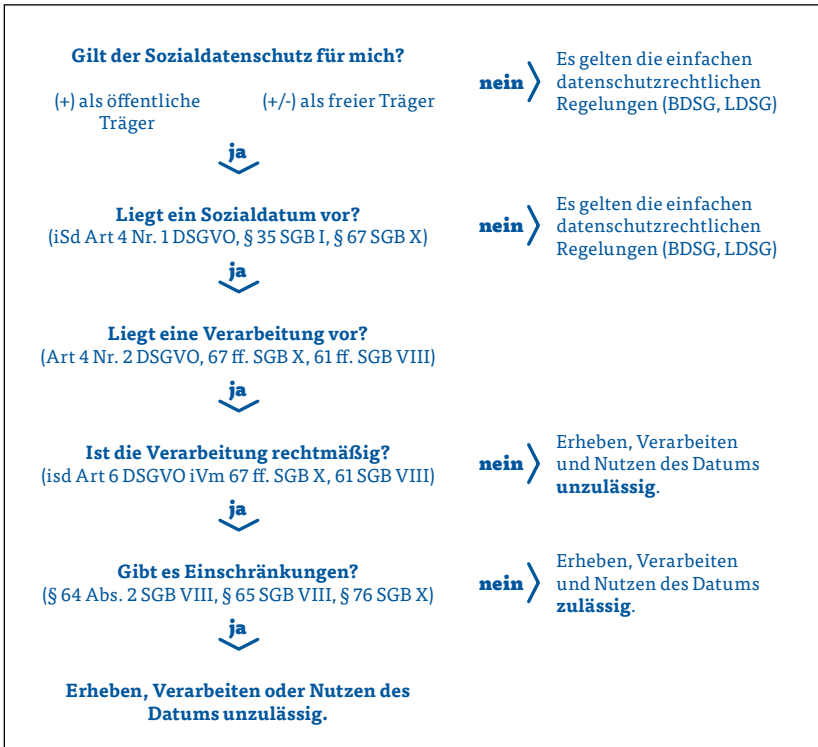 Gilt der Sozialdatenschutz für mich?
(+) als öffentliche
Träger
(+/-) als freier Träger
nein
Es gelten die einfachen
datenschutzrechtlichen
Regelungen (BDSG, LDSG)
ja
Liegt ein Sozialdatum vor?
(iSd Art 4 Nr. 1 DSGVO, § 35 SGB I, § 67 SGB X)
nein
Es gelten die einfachen
datenschutzrechtlichen
Regelungen (BDSG, LDSG)
ja
Liegt eine Verarbeitung vor?
(Art 4 Nr. 2 DSGVO, 67 ff. SGB X, 61 ff. SGB VIII)
ja
Ist die Verarbeitung rechtmäßig?
(isd Art 6 DSGVO iVm 67 ff. SGB X, 61 SGB VIII)
nein
Erheben, Verarbeiten
und Nutzen des Datums
unzulässig.
ja
Gibt es Einschränkungen?
(§ 64 Abs. 2 SGB VIII, § 65 SGB VIII, § 76 SGB X)
nein
Erheben, Verarbeiten
und Nutzen des Datums
zulässig.
ja
Erheben, Verarbeiten oder Nutzen des
Datums unzulässig.